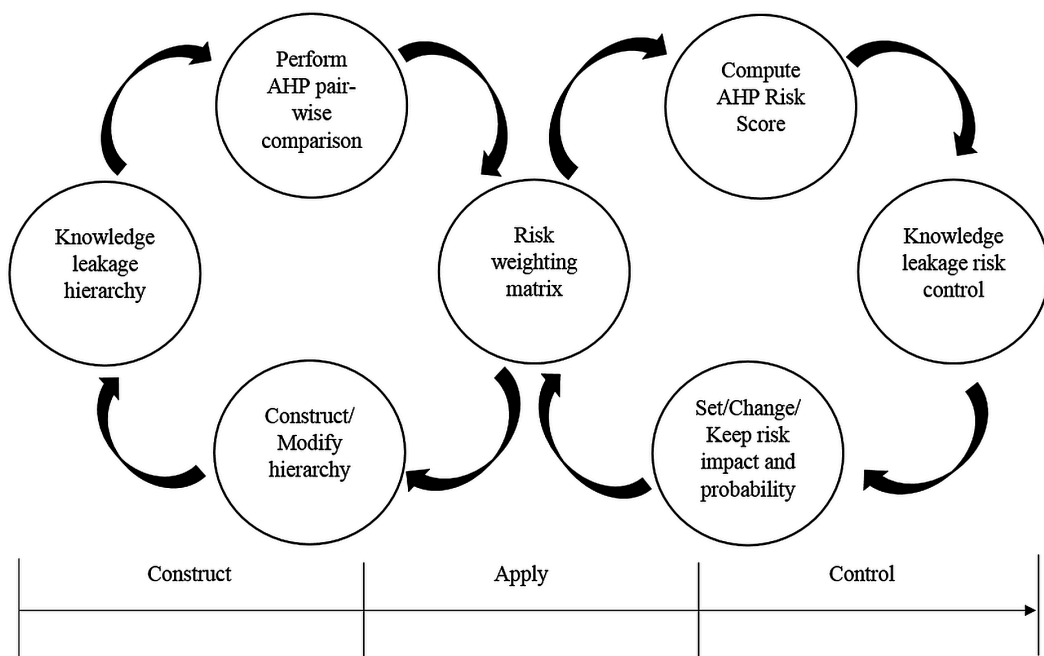 Perform
AHP pair-
wise
comparison
Compute
AHP Risk
Score
Knowledge
leakage
hierarchy
Risk
weighting
matrix
Knowledge
leakage risk
control
Construct/
Modify
hierarchy
Set/Change/
Keep risk
impact and
probability
Construct
Apply
Control